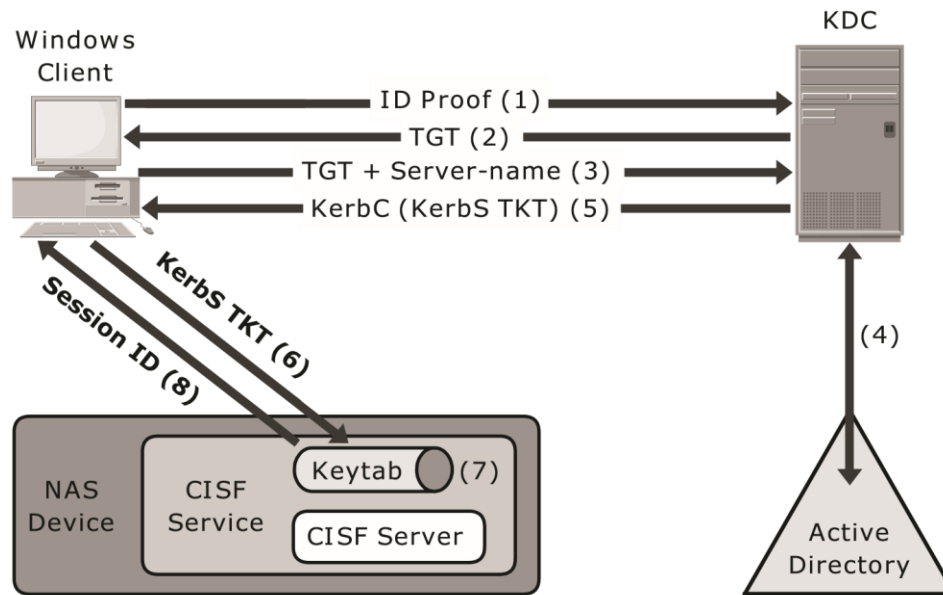 KDC
Windows
Client
ID Proof (1)
TGT (2)
TGT + Server-name (3)
KerbC (KerbS TKT) (5)
KerbS TKT (6)
Session ID (8)
(4)
Keytab
(7)
NAS
Device
CISF
Service
CISF Server
Active
Directory